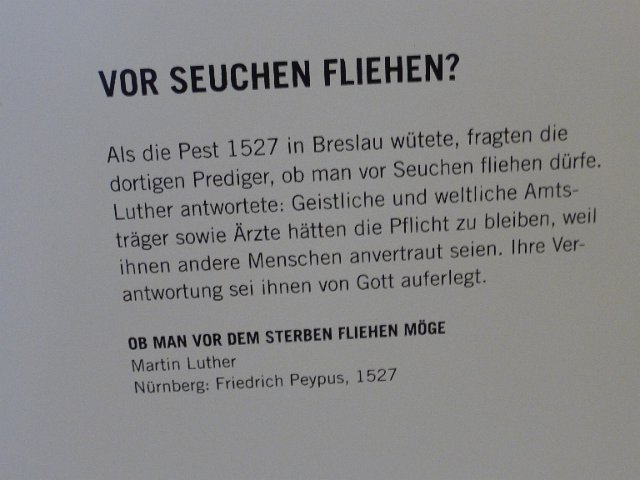 VOR SEUCHEN FLIEHEN?
Als die Pest 1527 in Breslau wütete, fragten die
dortigen Prediger, ob man vor Seuchen fliehen dürfe.
Luther antwortete: Geistliche und weltliche Amts-
träger sowie Ärzte hätten die Pflicht zu bleiben, weil
ihnen andere Menschen anvertraut seien. Ihre Ver-
antwortung sei ihnen von Gott auferlegt.
OB MAN VOR DEM STERBEN FLIEHEN MÖGE
Martin Luther
Nürnberg: Friedrich Peypus, 1527